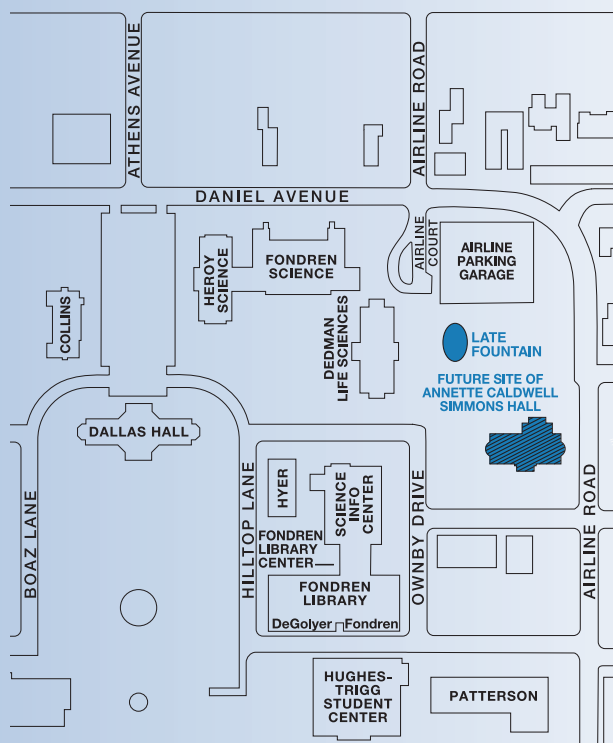 ATHENS AVENUE
AIRLINE ROAD
DANIEL AVENUE
HEROY
SCIENCE
FONDREN
SCIENCE
AIRLINE
COURT
AIRLINE
PARKING
GARAGE
COLLINS
DEDMAN
LIFE SCIENCES
LATE
FOUNTAIN
FUTURE SITE OF
ANNETTE CALDWELL
SIMMONS HALL
DALLAS HALL
BOAZ LANE
HILLTOP LANE
HYER
SCIENCE
INFO
CENTER
OWNBY DRIVE
AIRLINE ROAD
FONDREN
LIBRARY
CENTER
FONDREN
LIBRARY
DeGolyer
Fondren
HUGHES-
TRIGG
STUDENT
CENTER
PATTERSON